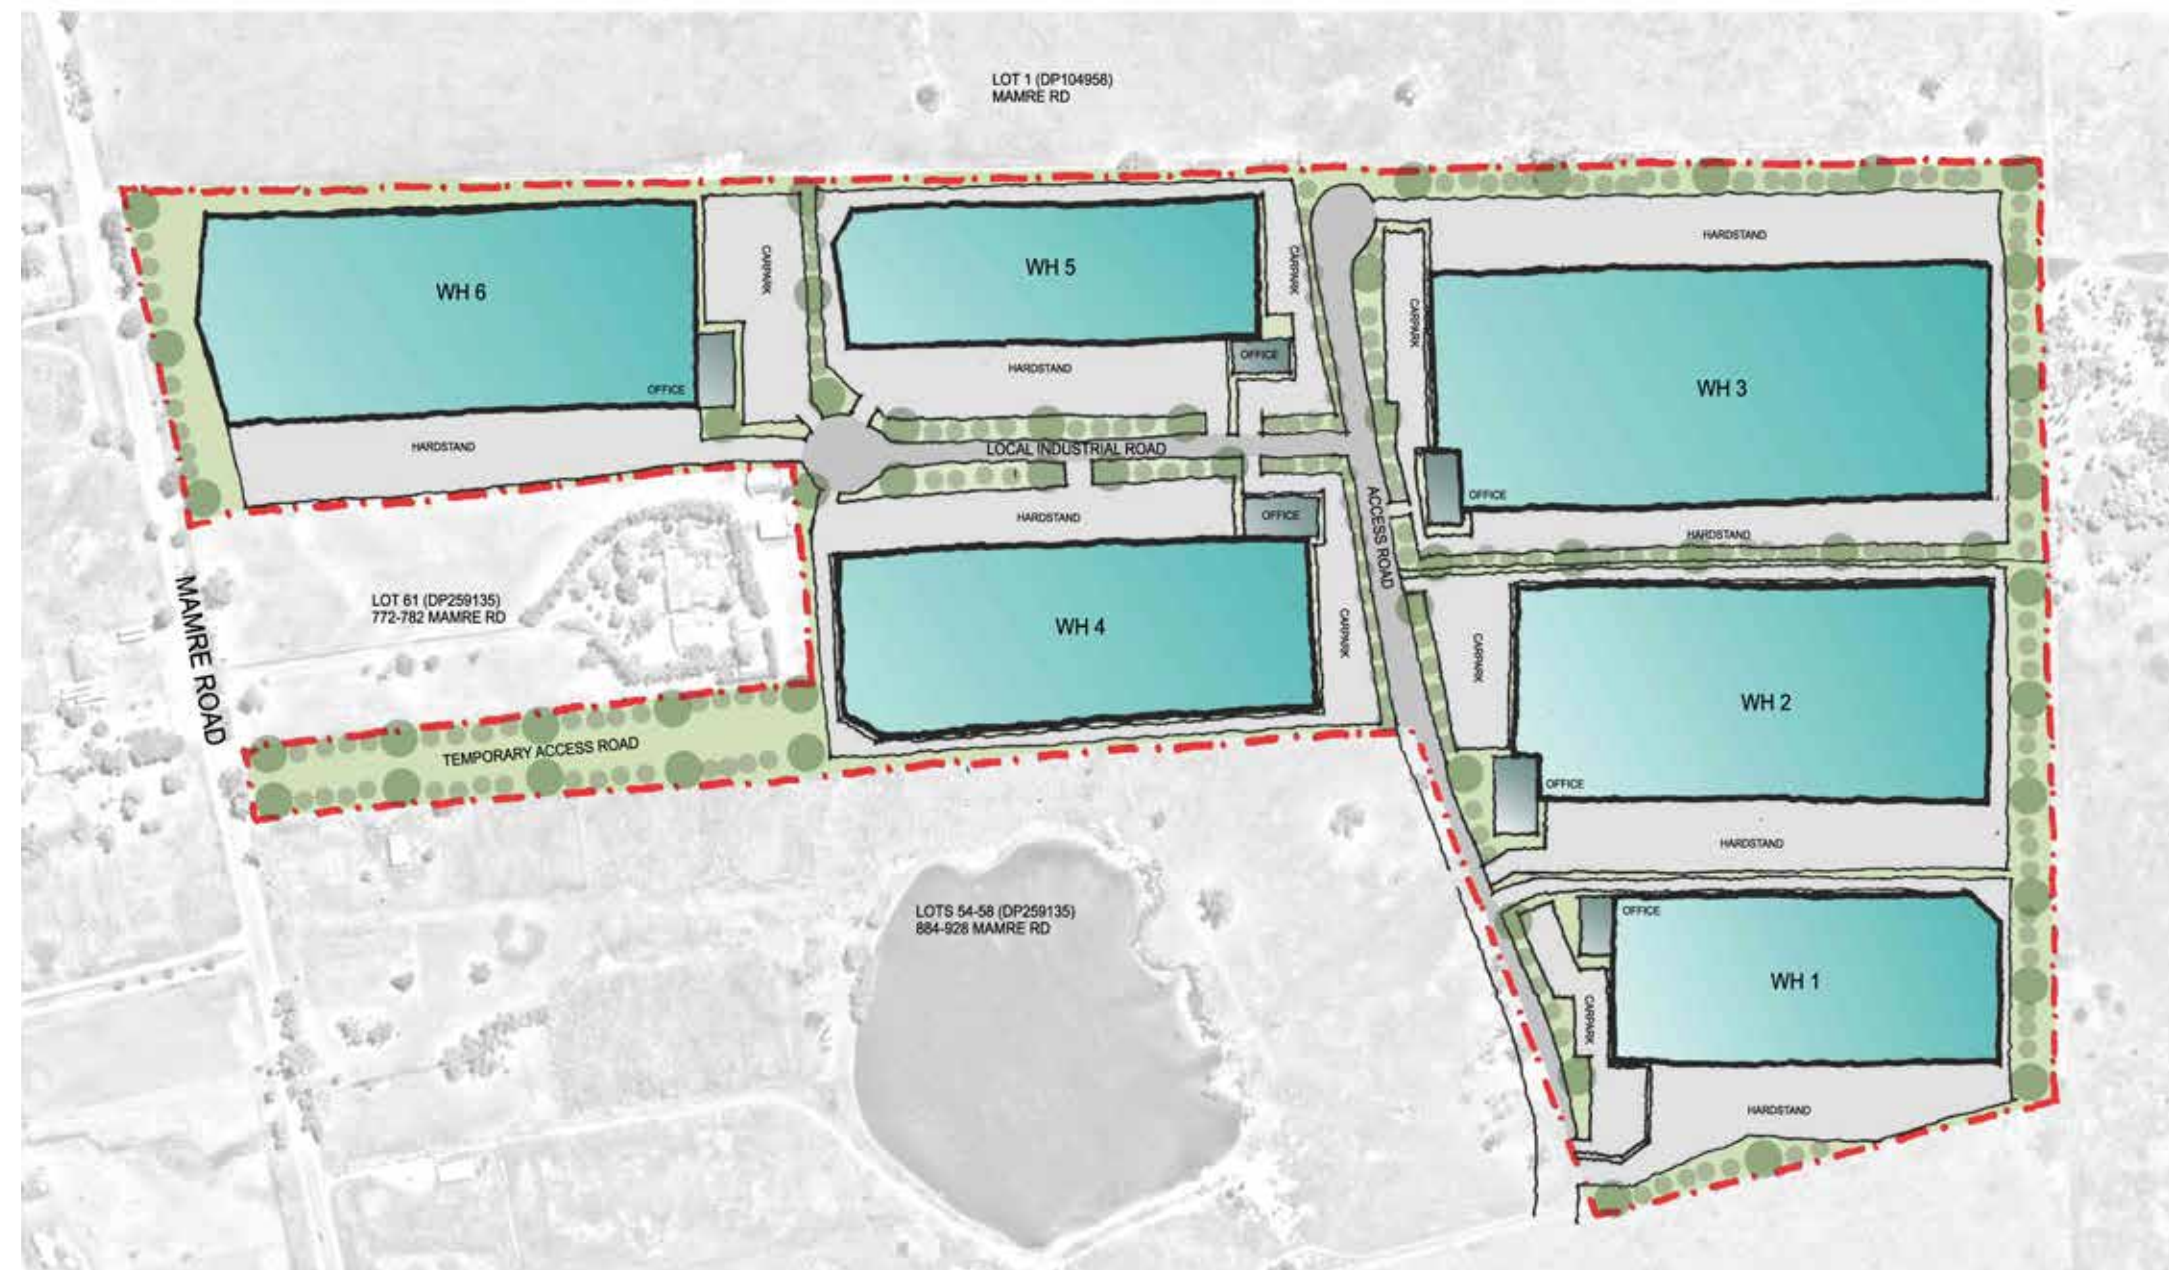 LOT 1 (DP104958)
MAMRE RD
HARDSTAND
CARPARK
WH 5
CARPARK
WH 6
CARPARK
OFFICE
HARDSTAND
OFFICE
WH 3
HARDSTAND
LOCAL INDUSTRIAL ROAD
OFFICE
HARDSTAND
OFFICE
ACCESS ROAD
HARDSTAND
MAMRE ROAD
LOT 61 (DP259135)
772-782 MAMRE RD
WH 4
CARPARK
CARPARK
WH 2
TEMPORARY ACCESS ROAD
OFFICE
HARDSTAND
LOTS 54-58 (DP259135)
884-928 MAMRE RD
OFFICE
WH 1
CARPARK
HARDSTAND